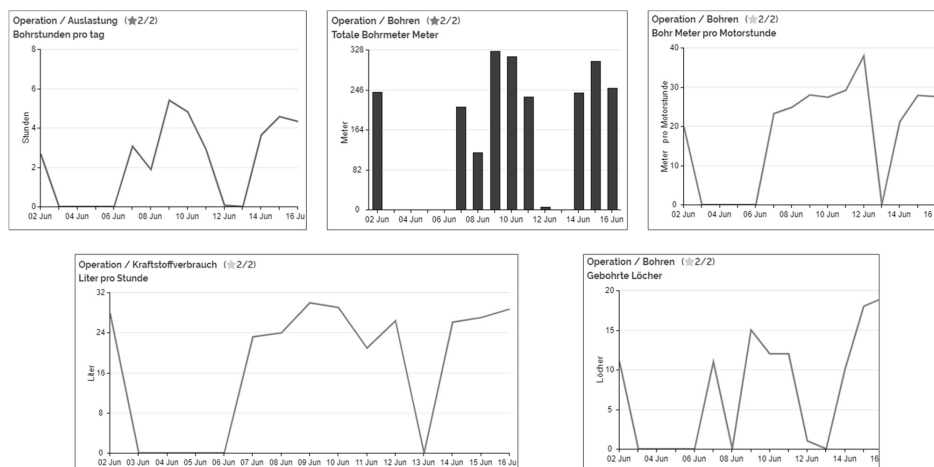 Operation / Auslastung (★2/2)
Bohrstunden pro tag
8
6
4
2
0
Stunden
02 Jun 04 Jun 06 Jun 08 Jun 10 Jun 12 Jun 14 Jun 16 Jun
Operation / Bohren (★2/2)
Totale Bohrmeter Meter
328
246
164
82
0
Meter
02 Jun 04 Jun 06 Jun 08 Jun 10 Jun 12 Jun 14 Jun 16 Jun
Operation / Bohren (★2/2)
Bohr Meter pro Motorstunde
40
30
20
10
0
Meter pro Motorstunde
02 Jun 04 Jun 06 Jun 08 Jun 10 Jun 12 Jun 14 Jun 16
Operation / Kraftstoffverbrauch (★2/2)
Liter pro Stunde
32
24
16
8
0
Liter
02 Jun 03 Jun 04 Jun 05 Jun 06 Jun 07 Jun 08 Jun 09 Jun 10 Jun 11 Jun 12 Jun 13 Jun 14 Jun 15 Jun 16 Ju
Operation / Bohren (★2/2)
Gebohrte Löcher
20
15
10
5
0
Löcher
02 Jun 04 Jun 06 Jun 08 Jun 10 Jun 12 Jun 14 Jun 16